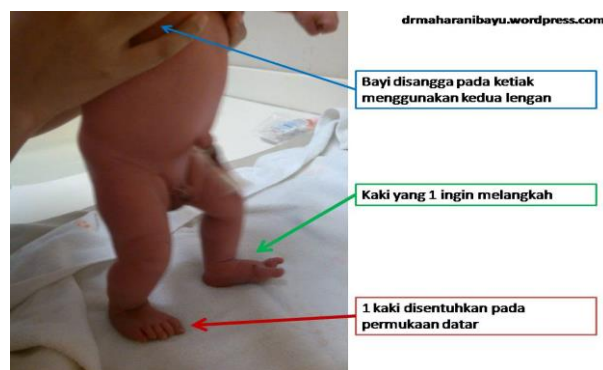 drmaharanibayu.wordpress.com
Bayi disangga pada ketiak
menggunakan kedua lengan
Kaki yang 1 ingin melangkah
1 kaki disentuhkan pada
permukaan datar